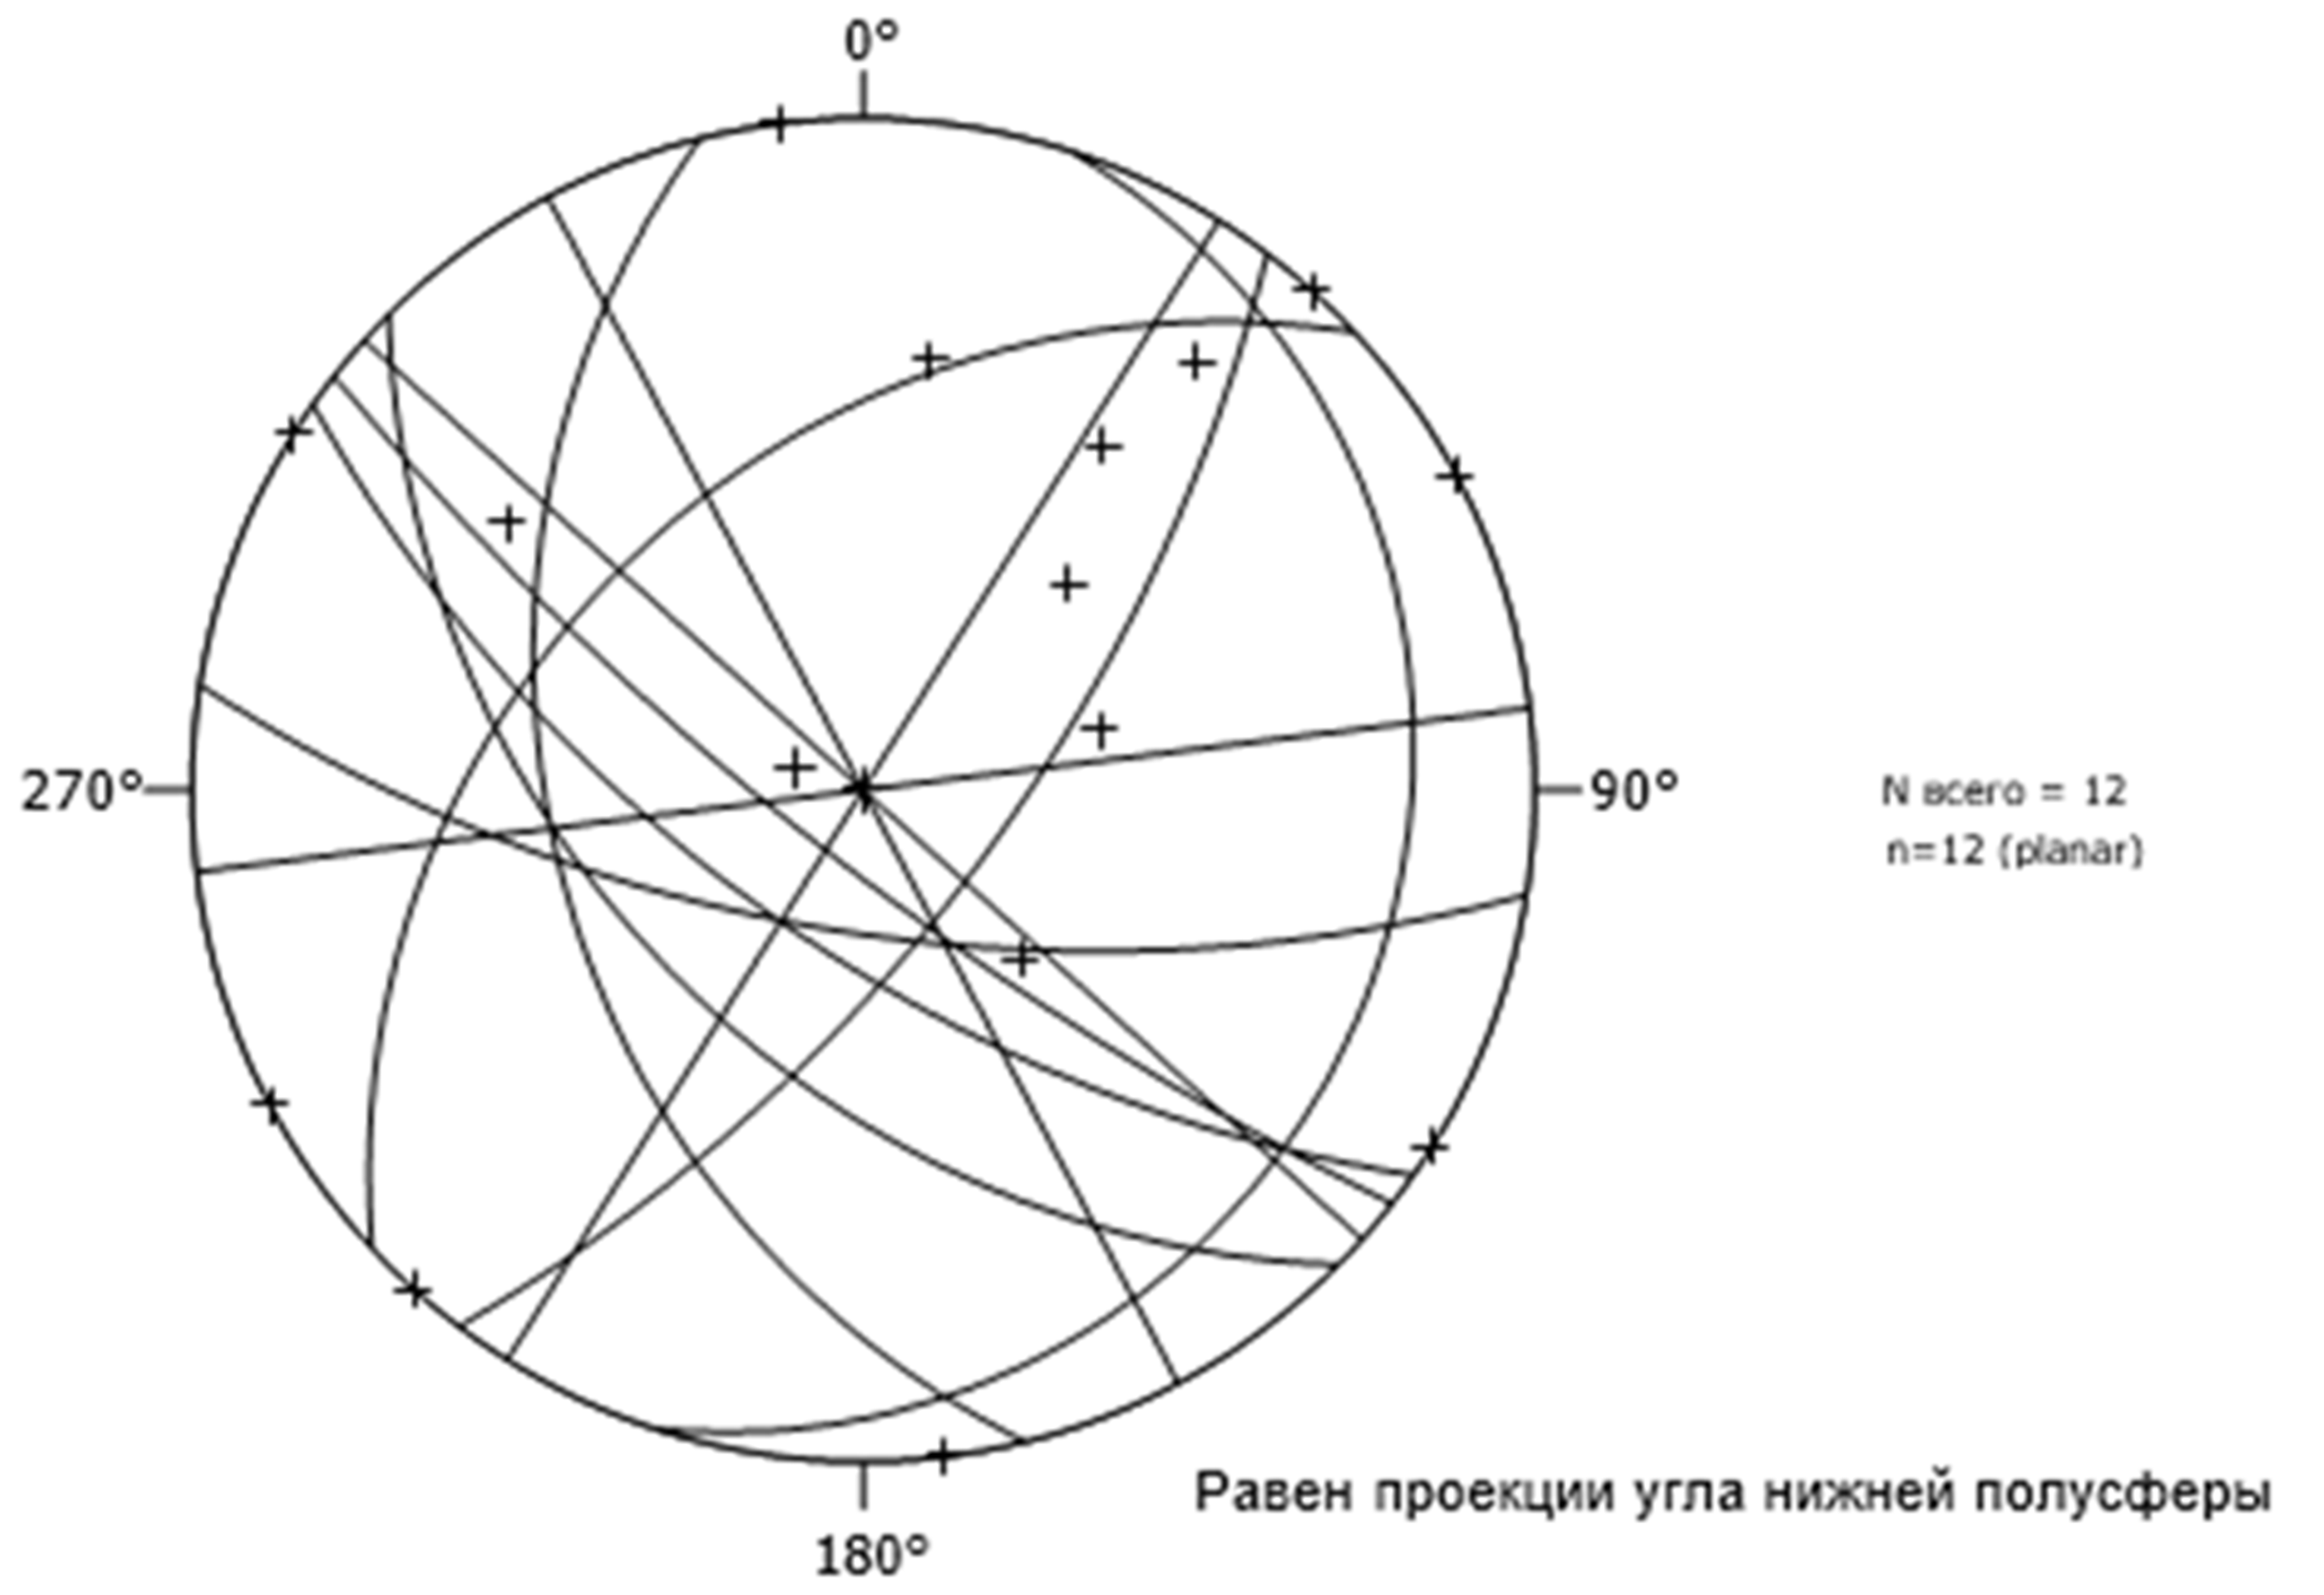 0°
270°
90°
N всего = 12
n=12 (planar)
Равен проекции угла нижней полусферы
180°